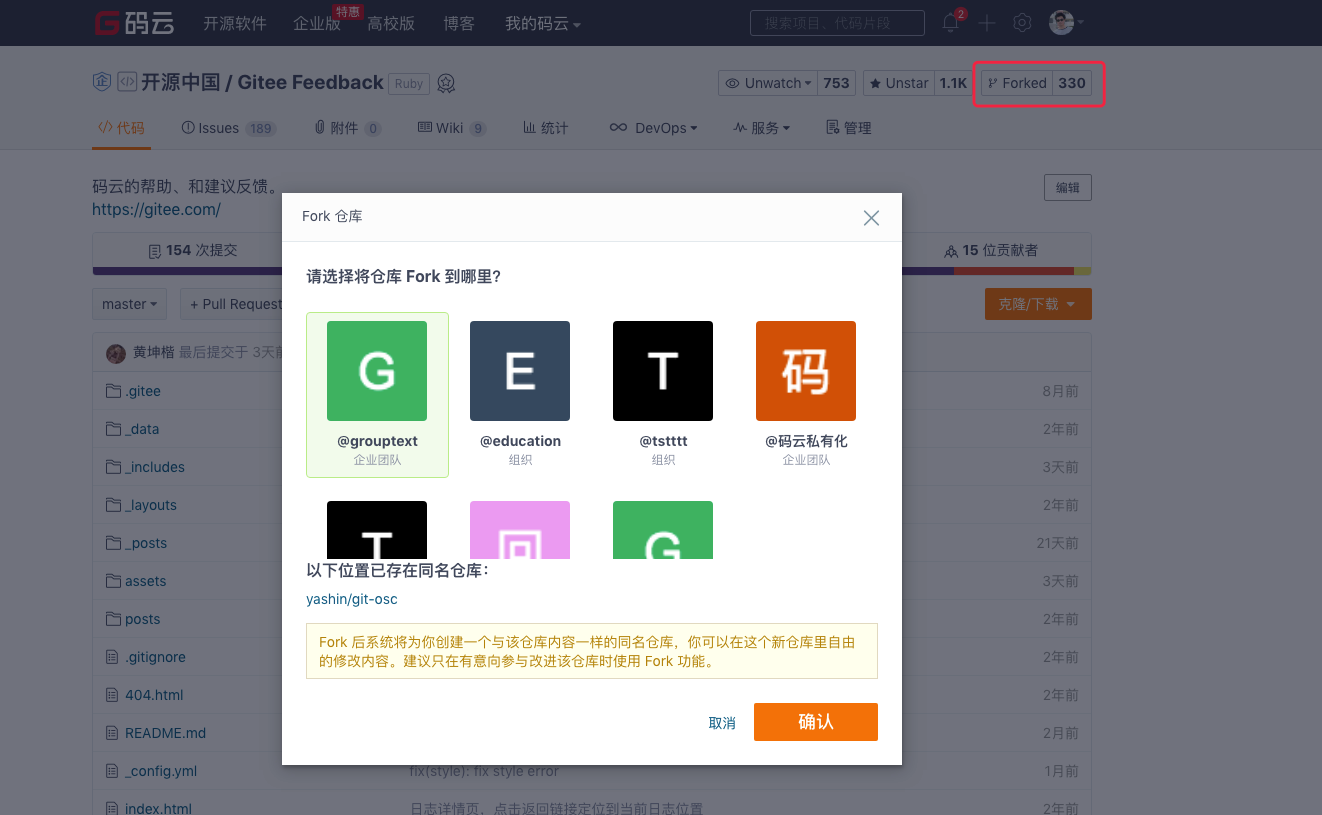 G 码云 开源软件 企业版 特惠 高校版 博客 我的码云 搜索项目、代码片段 2
开源中国 / Gitee Feedback Ruby Unwatch 753 Unstar 1.1K Forked 330
代码 Issues 189 附件 0 Wiki 9 统计 DevOps 服务 管理
码云的帮助、和建议反馈。 编辑
https://gitee.com/
154 次提交 15 位贡献者
master + Pull Request 克隆/下载
黄坤楷 最后提交于 3天前
.gitee 8月前
_data 2年前
_includes 3天前
_layouts 2年前
_posts 21天前
assets 3天前
posts 2年前
.gitignore 2年前
404.html 2年前
README.md 2月前
_config.yml fix(style): fix style error 1月前
index.html 日志详情页，点击返回链接定位到当前日志位置 2年前
Fork 仓库
请选择将仓库 Fork 到哪里？
G E T 码
@grouptext @education @tstttt @码云私有化
企业团队 组织 组织 企业团队
T G
以下位置已存在同名仓库：
yashin/git-osc
Fork 后系统将为你创建一个与该仓库内容一样的同名仓库，你可以在这个新仓库里自由
的修改内容。建议只在有意向参与改进该仓库时使用 Fork 功能。
取消 确认